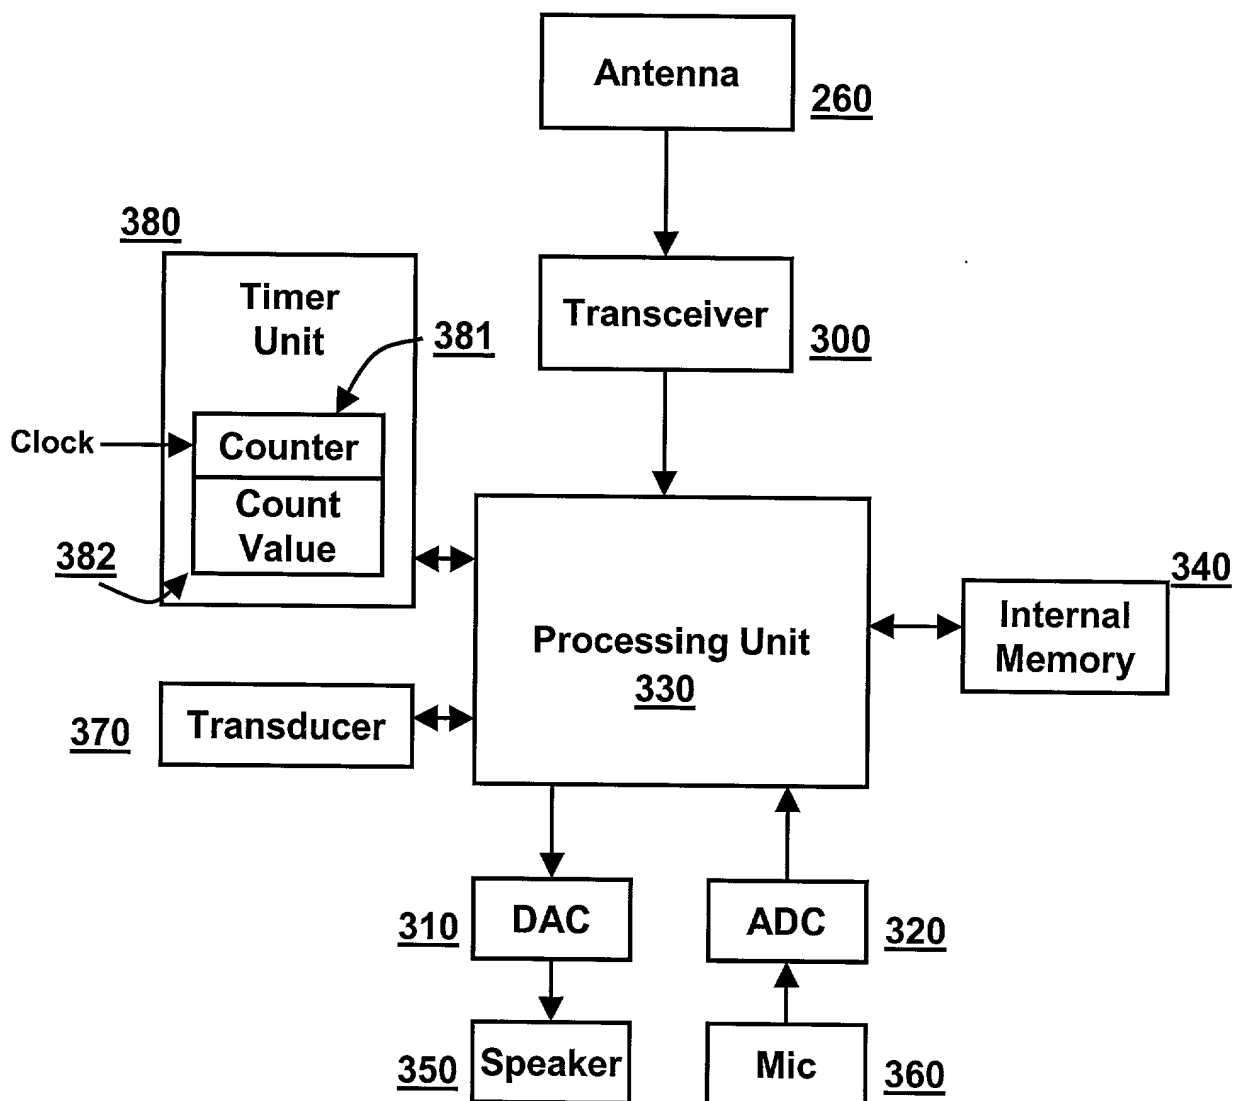 Antenna
260
380
Timer
Unit
381
Transceiver
300
Clock
Counter
Count
Value
382
Processing Unit
330
340
Internal
Memory
370
Transducer
310
DAC
ADC
320
350
Speaker
Mic
360